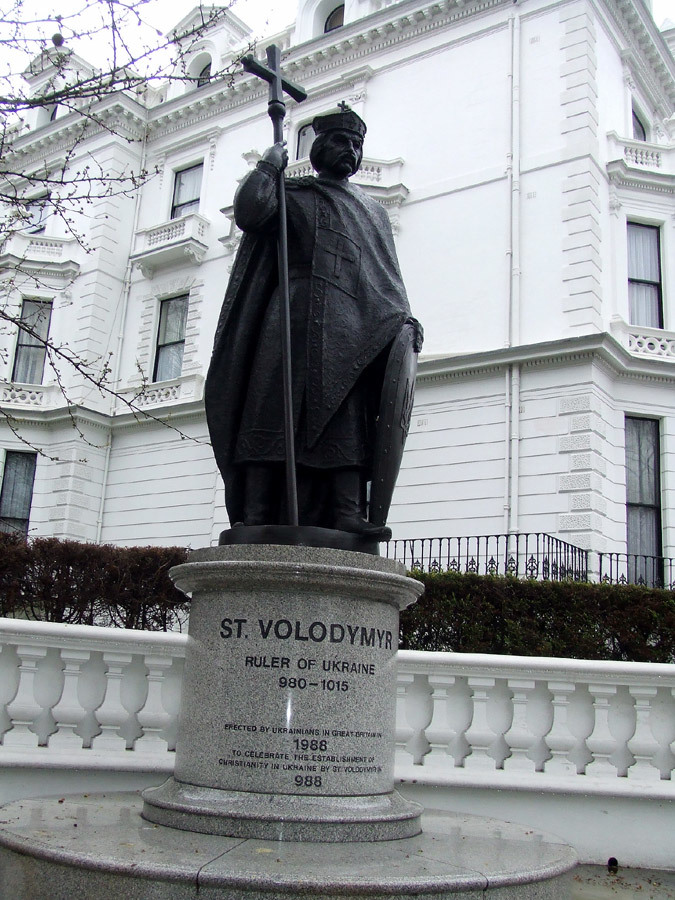 ST. VOLODYMYR
RULER OF UKRAINE
980-1015
ERECTED BY UKRAINIANS IN GREAT BRITAIN IN
1988
TO CELEBRATE THE ESTABLISHMENT OF
CHRISTIANITY IN UKRAINE BY ST. VOLODYMYR IN
988